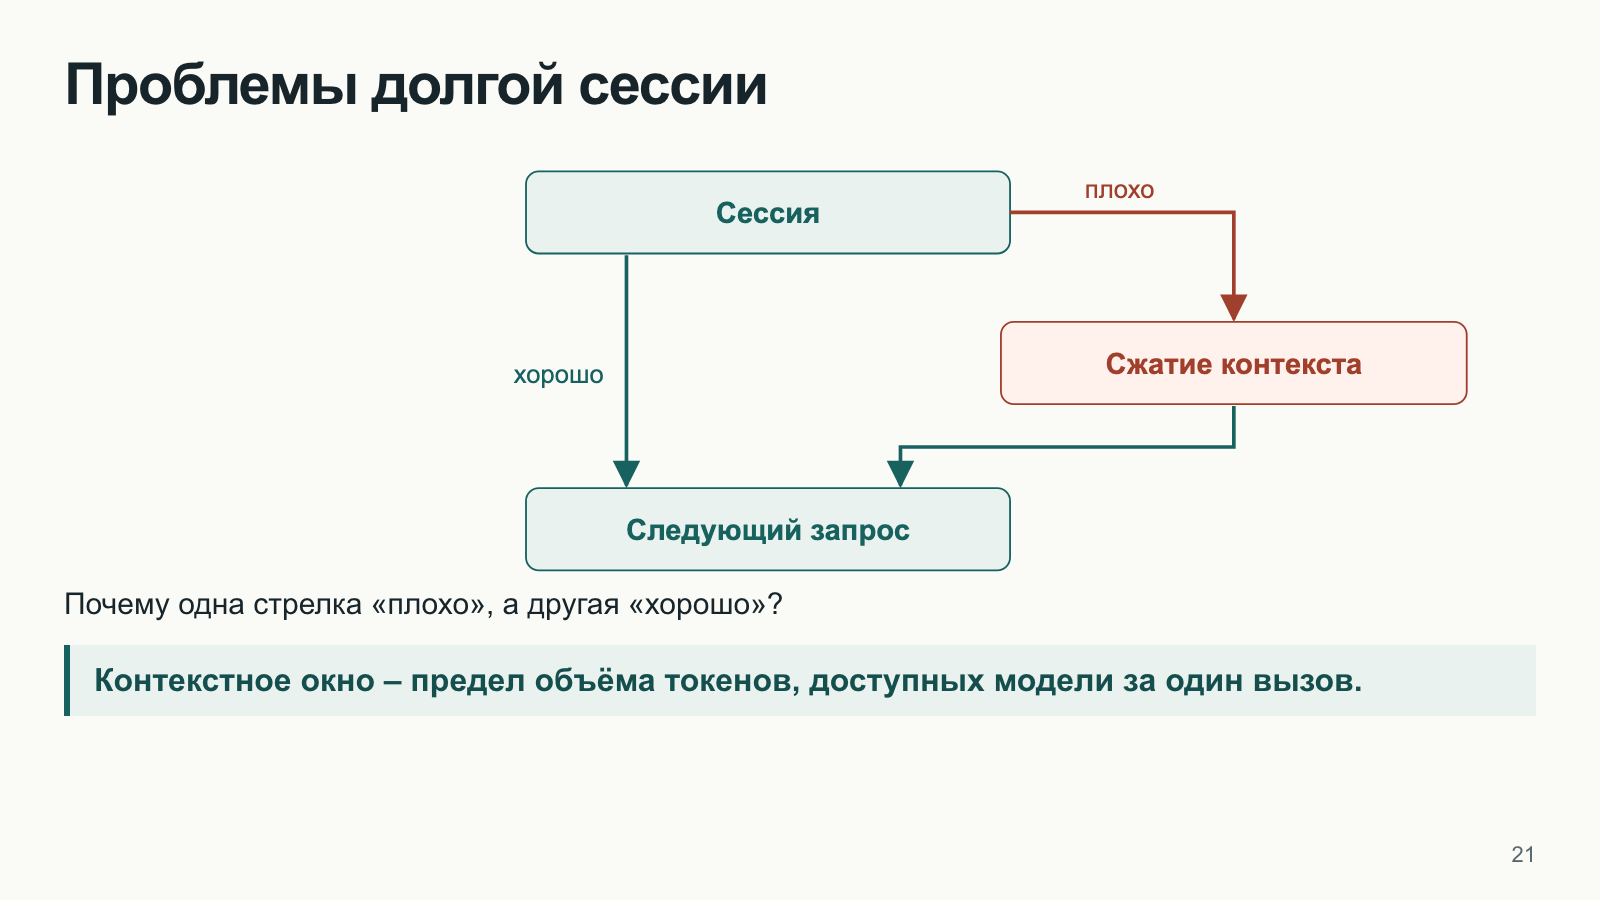 Проблемы долгой сессии
Сессия
плохо
Сжатие контекста
хорошо
Следующий запрос
Почему одна стрелка «плохо», а другая «хорошо»?
Контекстное окно – предел объёма токенов, доступных модели за один вызов.
21